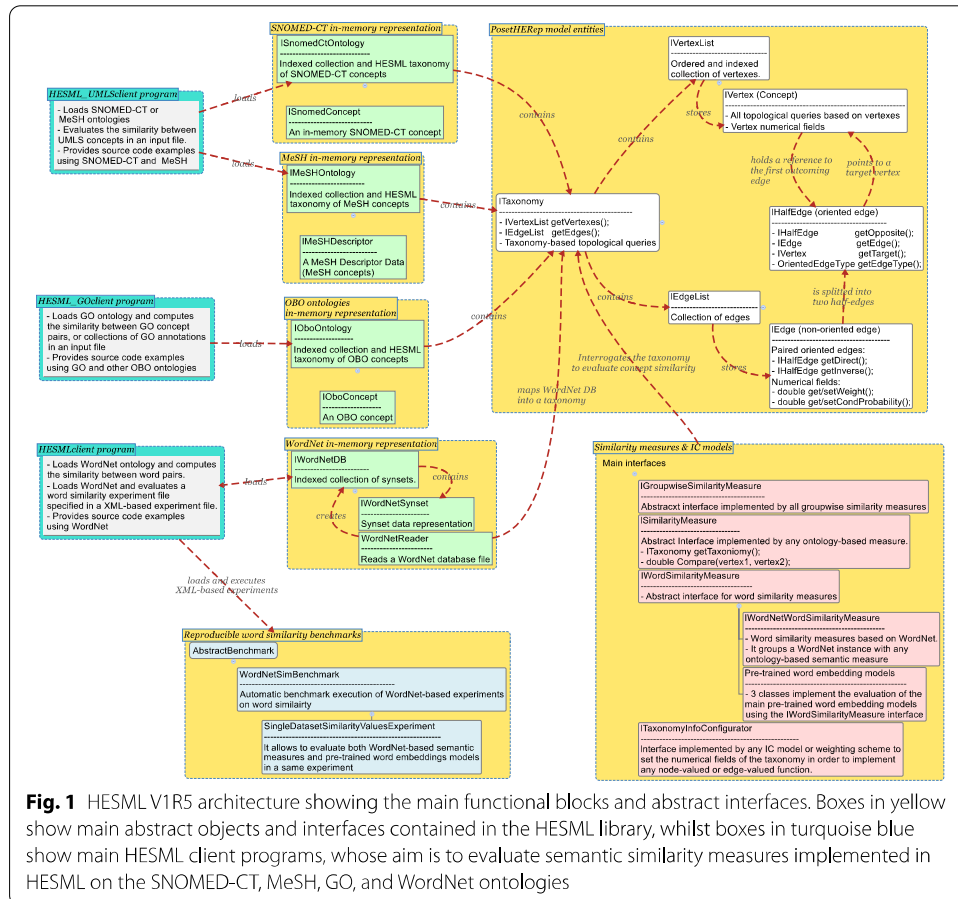 SNOMED-CT in-memory representation
ISnomedCtOntology
----------------------------
Indexed collection and HESML taxonomy
of SNOMED-CT concepts
ISnomedConcept
--------------------
An in-memory SNOMED-CT concept
HESML_UMLSclient program
- Loads SNOMED-CT or
MeSH ontologies
- Evaluates the similarity between
UMLS concepts in an input file.
- Provides source code examples
using SNOMED-CT and MeSH
loads
loads
MeSH in-memory representation
IMeSHOntology
----------------------
Indexed collection and HESML
taxonomy of MeSH concepts
IMeSHDescriptor
----------------------
A MeSH Descriptor Data
(MeSH concepts)
contains
contains
HESML_GOclient program
- Loads GO ontology and computes
the similarity between GO concept
pairs, or collections of GO annotations
in an input file
- Provides source code examples
using GO and other OBO ontologies
loads
OBO ontologies
in-memory representation
IOboOntology
-----------------
Indexed collection and HESML
taxonomy of OBO concepts
IOboConcept
-------------------
An OBO concept
contains
PosetHERep model entities
IVertexList
---------------------------
Ordered and indexed
collection of vertexes.
stores
IVertex (Concept)
-----------------------------------
- All topological queries based on vertexes
- Vertex numerical fields
contains
holds a reference to
the first outcoming
edge
points to a
target vertex
ITaxonomy
--------------------------------------
- IVertexList getVertexes();
- IEdgeList getEdges();
- Taxonomy-based topological queries
IHalfEdge (oriented edge)
-----------------------------------
- IHalfEdge getOpposite();
- IEdge getEdge();
- IVertex getTarget();
- OrientedEdgeType getEdgeType();
is splitted into
two half-edges
contains
IEdgeList
-----------------------
Collection of edges
stores
IEdge (non-oriented edge)
---------------------------------
Paired oriented edges:
- IHalfEdge getDirect();
- IHalfEdge getInverse();
Numerical fields:
- double get/setWeight();
- double get/setCondProbability();
Interrogates the taxonomy
to evaluate concept similarity
maps WordNet DB
into a taxonomy
HESMLclient program
- Loads WordNet ontology and computes
the similarity between word pairs.
- Loads WordNet and evaluates a
word similarity experiment file
specified in a XML-based experiment file.
- Provides source code examples
using WordNet
loads
WordNet in-memory representation
IWordNetDB
----------------------
Indexed collection of synsets.
contains
IWordNetSynset
-------------------
Synset data representation
creates
WordNetReader
----------------------
Reads a WordNet database file
loads and executes
XML-based experiments
Reproducible word similarity benchmarks
AbstractBenchmark
WordNetSimBenchmark
------------------------------------------
Automatic benchmark execution of WordNet-based experiments
on word similairty
SingleDatasetSimilarityValuesExperiment
------------------------------------------
It allows to evaluate both WordNet-based semantic
measures and pre-trained word embeddings models
in a same experiment
Similarity measures & IC models
Main interfaces
IGroupwiseSimilarityMeasure
-----------------------------------
Abstracxt interface implemented by all groupwise similarity measures
ISimilarityMeasure
-----------------------------
Abstract Interface implemented by any ontology-based measure.
- ITaxonomy getTaxoniomy();
- double Compare(vertex1, vertex2);
IWordSimilarityMeasure
-----------------------------
- Abstract interface for word similarity measures
IWordNetWordSimilarityMeasure
----------------------------------------
- Word similarity measures based on WordNet.
- It groups a WordNet instance with any
ontology-based semantic measure
Pre-trained word embedding models
---------------------------------------------
- 3 classes implement the evaluation of the
main pre-trained word embedding models
using the IWordSimilarityMeasure interface
ITaxonomyInfoConfigurator
-----------------------------------
Interface implemented by any IC model or weighting scheme to
set the numerical fields of the taxonomy in order to implement
any node-valued or edge-valued function.
Fig. 1 HESML V1R5 architecture showing the main functional blocks and abstract interfaces. Boxes in yellow
show main abstract objects and interfaces contained in the HESML library, whilst boxes in turquoise blue
show main HESML client programs, whose aim is to evaluate semantic similarity measures implemented in
HESML on the SNOMED-CT, MeSH, GO, and WordNet ontologies